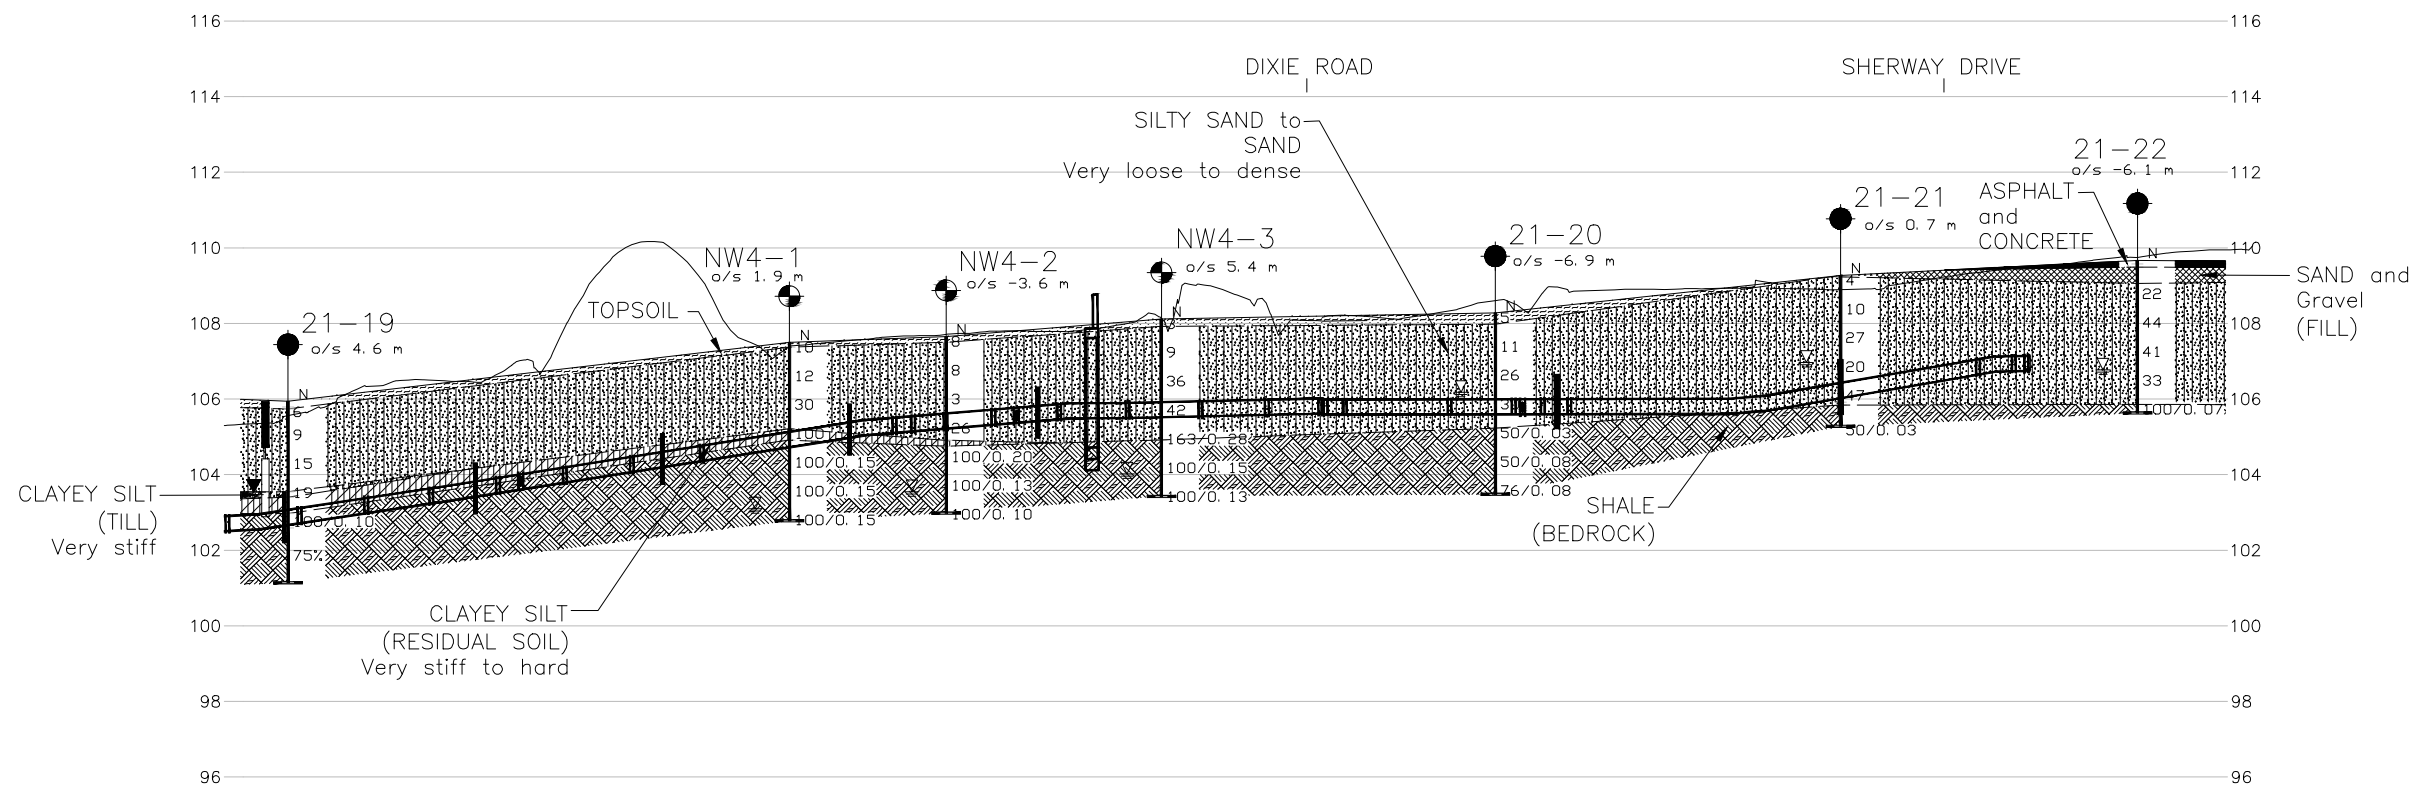 116
116
DIXIE ROAD
SHERWAY DRIVE
114
114
SILTY SAND to
SAND
Very loose to dense
112
112
21-22
o/s -6.1 m
21-21
o/s 0.7 m
ASPHALT
and
CONCRETE
110
110
NW4-1
o/s 1.9 m
NW4-2
o/s -3.6 m
NW4-3
o/s 5.4 m
21-20
o/s -6.9 m
SAND and
Gravel
(FILL)
TOPSOIL
108
108
21-19
o/s 4.6 m
106
106
104
104
N
6
9
15
19
100/0.10
75%
N
10
12
30
100
100/0.15
100/0.15
100/0.15
N
8
8
3
26
100/0.20
100/0.13
100/0.10
N
9
36
42
163/0.28
100/0.15
100/0.13
N
5
11
26
50/0.03
50/0.08
76/0.08
N
4
10
27
20
47
50/0.03
N
22
44
41
33
100/0.07
CLAYEY SILT
(TILL)
Very stiff
SHALE
(BEDROCK)
102
102
CLAYEY SILT
(RESIDUAL SOIL)
Very stiff to hard
100
100
98
98
96
96